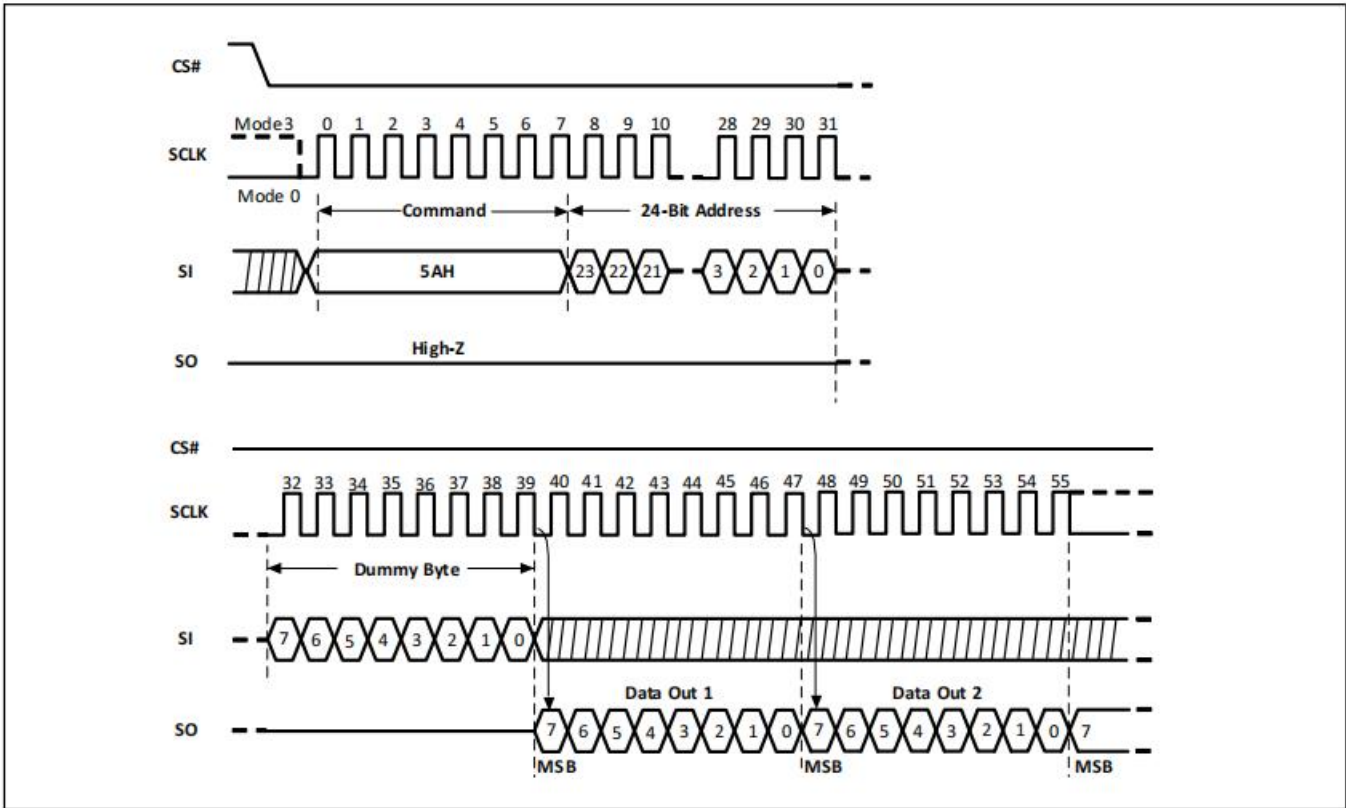 CS#
Mode3 0 1 2 3 4 5 6 7 8 9 10 28 29 30 31
SCLK
Mode 0
Command 24-Bit Address
SI 5AH 23 22 21 3 2 1 0
High-Z
SO
CS#
32 33 34 35 36 37 38 39 40 41 42 43 44 45 46 47 48 49 50 51 52 53 54 55
SCLK
Dummy Byte
SI 7 6 5 4 3 2 1 0
Data Out 1 Data Out 2
SO 7 6 5 4 3 2 1 0 7 6 5 4 3 2 1 0 7
MSB MSB MSB